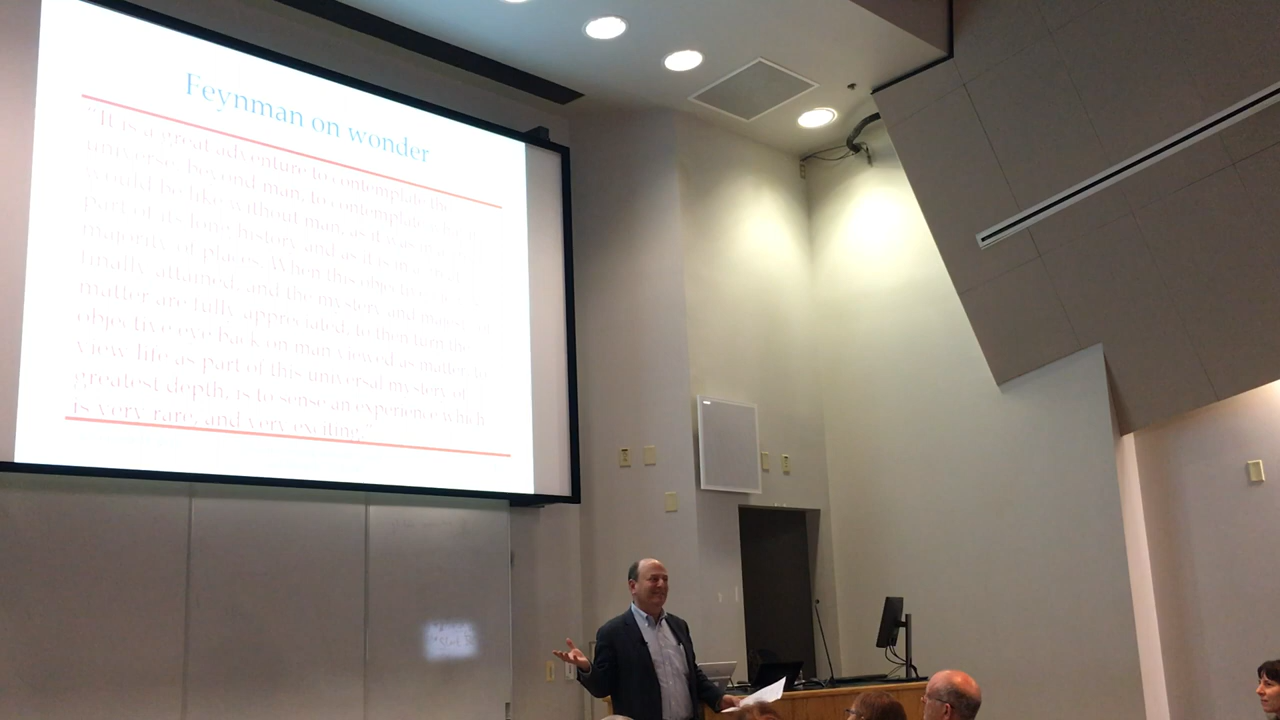 Feynman on wonder
"It is a great adventure to contemplate the
universe, beyond man, to contemplate what it
would be like without man, as it was in a great
part of its long history and as it is in a great
majority of places. When this objective view is
finally attained, and the mystery and majesty of
matter are fully appreciated, to then turn the
objective eye back on man viewed as matter, to
view life as part of this universal mystery of
greatest depth, is to sense an experience which
is very rare, and very exciting."